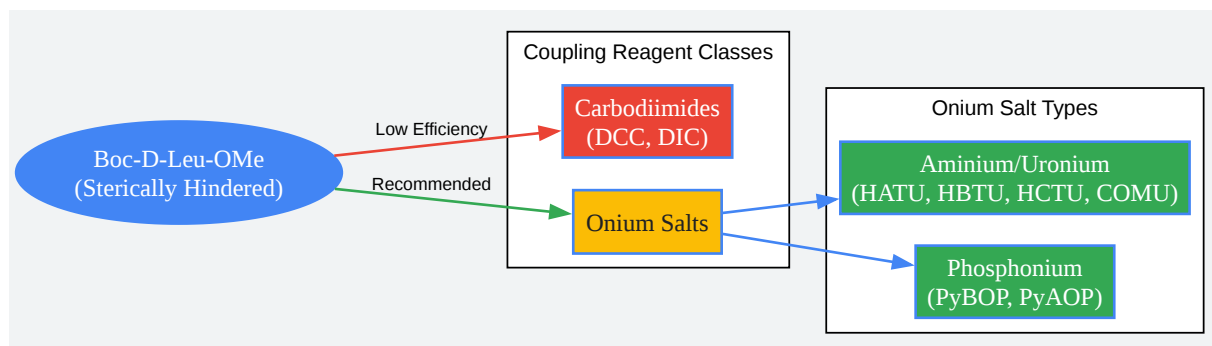 Boc-D-Leu-OMe
(Sterically Hindered)
Low Efficiency
Recommended
Coupling Reagent Classes
Carbodiimides
(DCC, DIC)
Onium Salts
Onium Salt Types
Aminium/Uronium
(HATU, HBTU, HCTU, COMU)
Phosphonium
(PyBOP, PyAOP)